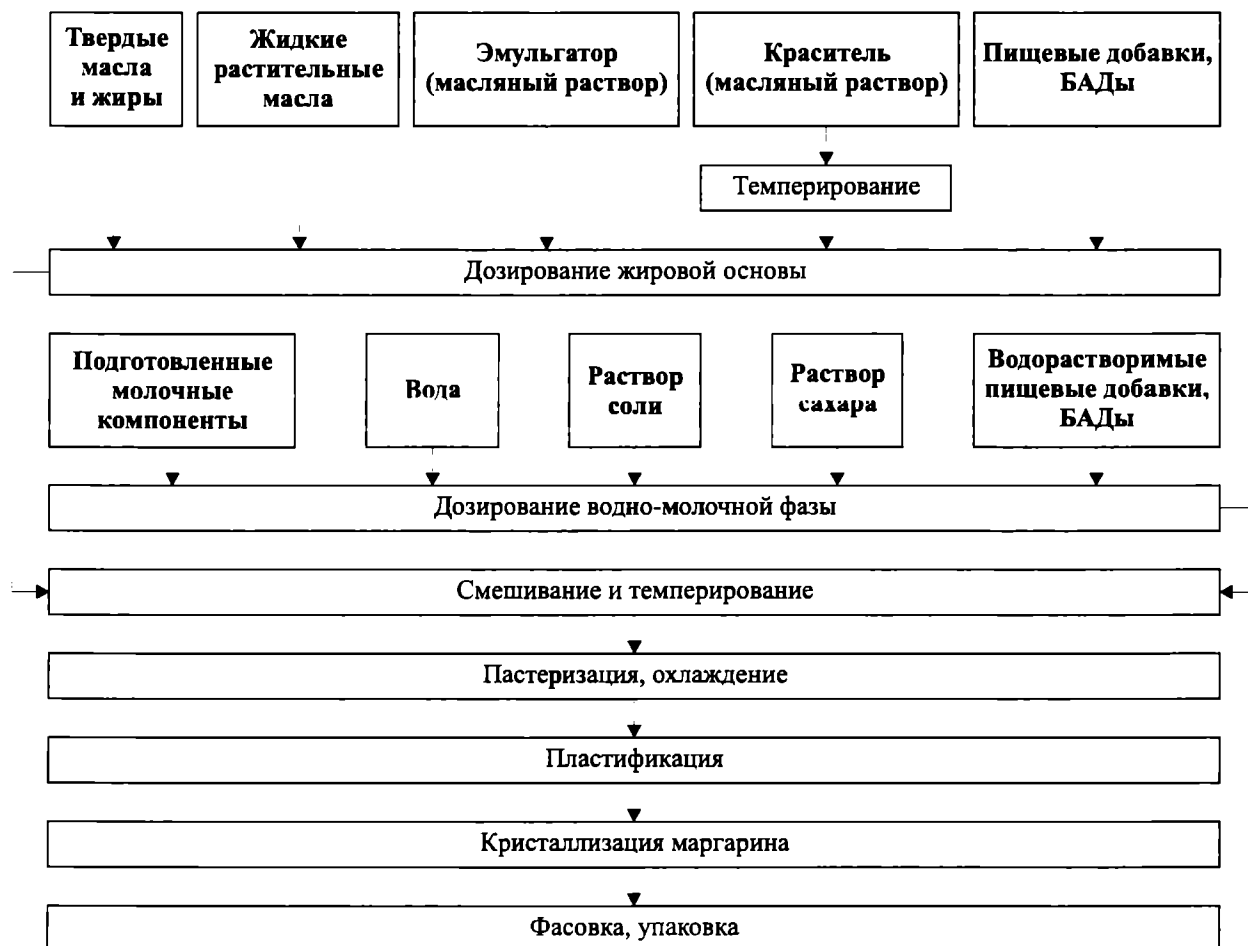 Твердые
масла
и жиры
Жидкие
растительные
масла
Эмульгатор
(масляный раствор)
Краситель
(масляный раствор)
Пищевые добавки,
БАДы
Темперирование
Дозирование жировой основы
Подготовленные
молочные
компоненты
Вода
Раствор
соли
Раствор
сахара
Водорастворимые
пищевые добавки,
БАДы
Дозирование водно-молочной фазы
Смешивание и темперирование
Пастеризация, охлаждение
Пластификация
Кристаллизация маргарина
Фасовка, упаковка